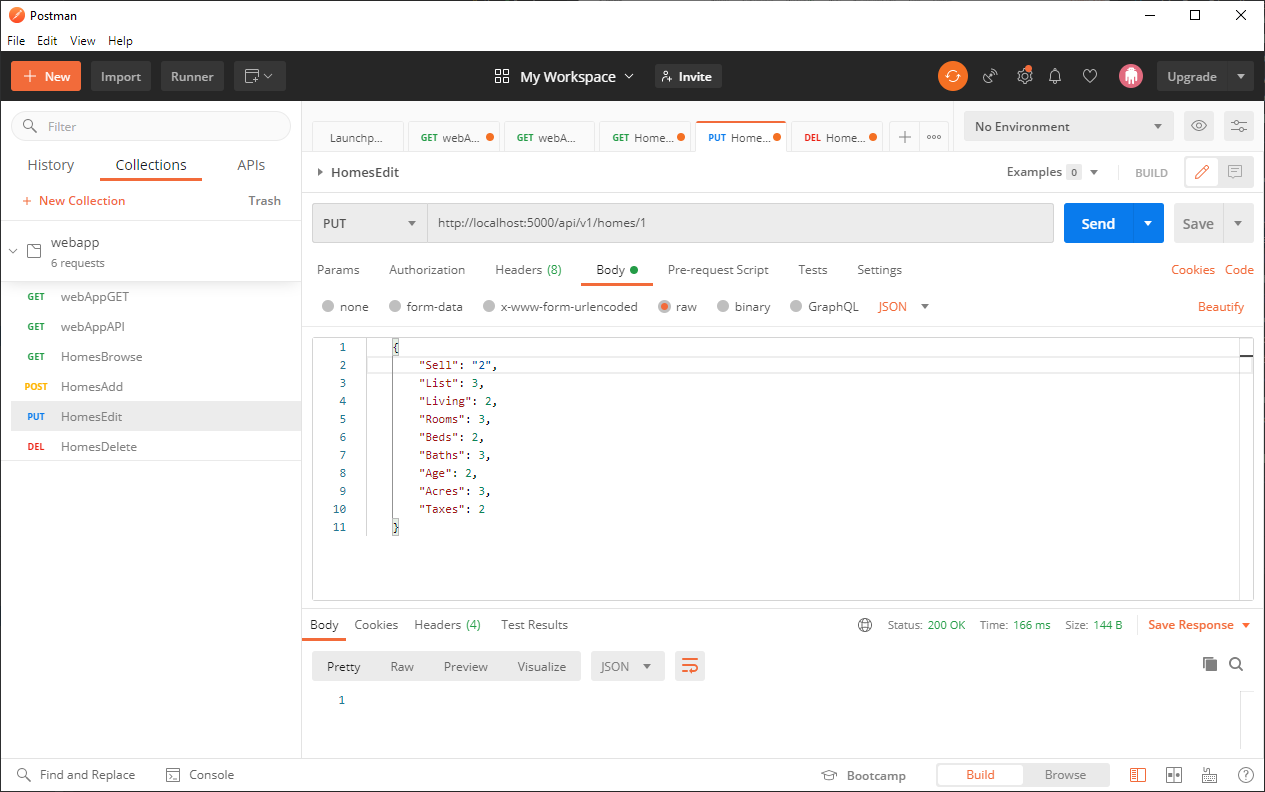 Postman
File Edit View Help
+ New Import Runner My Workspace Invite Upgrade
Filter
History Collections APIs
+ New Collection Trash
webapp
6 requests
GET webAppGET
GET webAppAPI
GET HomesBrowse
POST HomesAdd
PUT HomesEdit
DEL HomesDelete
Launchp... GET webA... GET webA... GET Home... PUT Home... DEL Home... + ooo No Environment
HomesEdit Examples 0 BUILD
PUT http://localhost:5000/api/v1/homes/1 Send Save
Params Authorization Headers (8) Body Pre-request Script Tests Settings Cookies Code
none form-data x-www-form-urlencoded raw binary GraphQL JSON Beautify
1 {
2 "Sell": "2",
3 "List": 3,
4 "Living": 2,
5 "Rooms": 3,
6 "Beds": 2,
7 "Baths": 3,
8 "Age": 2,
9 "Acres": 3,
10 "Taxes": 2
11 }
Body Cookies Headers (4) Test Results Status: 200 OK Time: 166 ms Size: 144 B Save Response
Pretty Raw Preview Visualize JSON
1
Find and Replace Console Bootcamp Build Browse ?